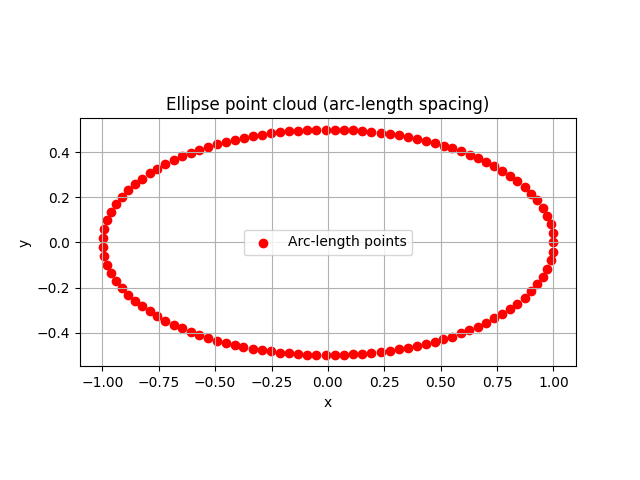 Ellipse point cloud (arc-length spacing)
y
0.4
0.2
0.0
−0.2
−0.4
Arc-length points
−1.00 −0.75 −0.50 −0.25 0.00 0.25 0.50 0.75 1.00
x